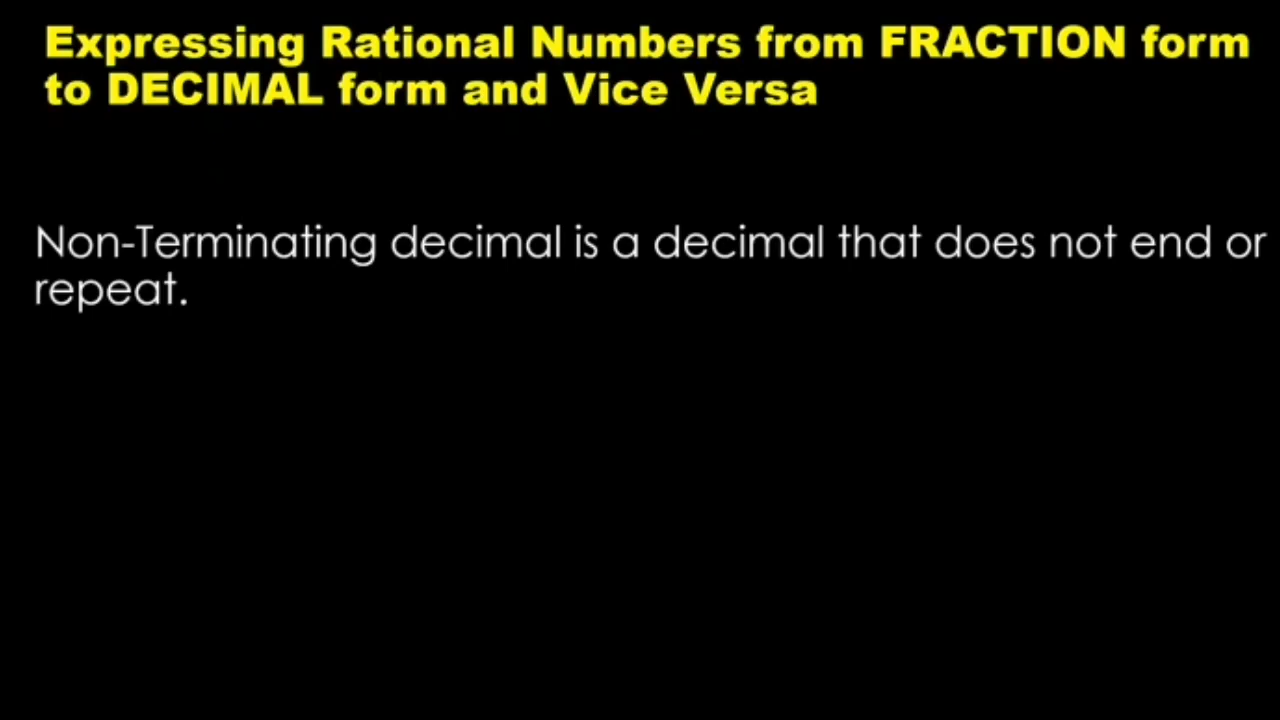 Expressing Rational Numbers from FRACTION form
to DECIMAL form and Vice Versa
Non-Terminating decimal is a decimal that does not end or
repeat.